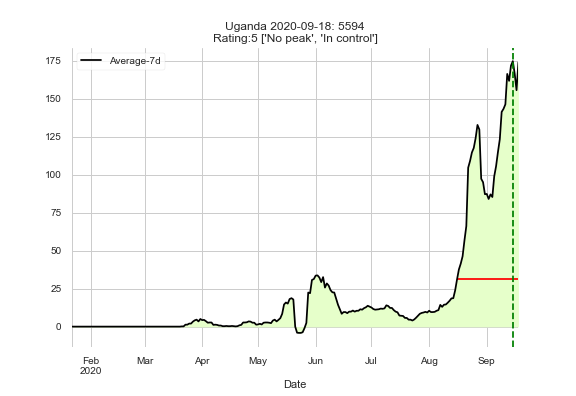 Uganda 2020-09-18: 5594
Rating:5 ['No peak', 'In control']
Average-7d
175
150
125
100
75
50
25
0
Feb Mar Apr May Jun Jul Aug Sep
2020
Date